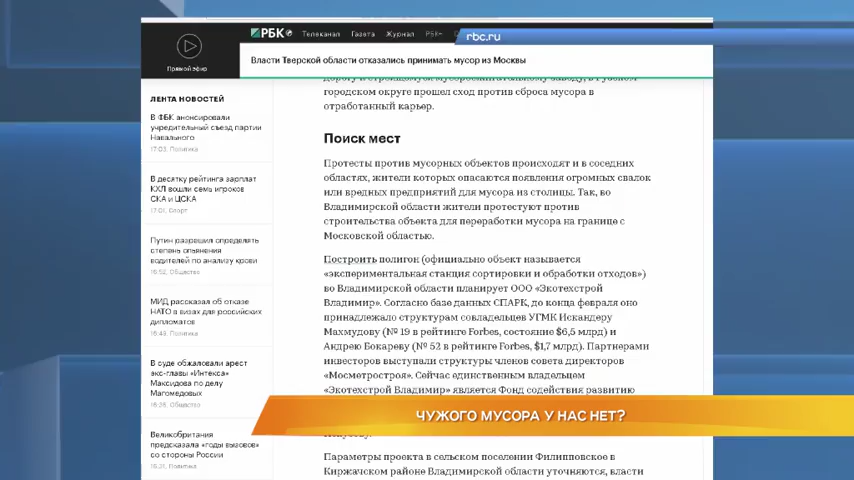 РБК
Телеканал Газета Журнал РБК+
rbc.ru
Прямой эфир
Власти Тверской области отказались принимать мусор из Москвы
ЛЕНТА НОВОСТЕЙ
В ФБК анонсировали
учредительный съезд партии
Навального
17:03, Политика
В десятку рейтинга зарплат
КХЛ вошли семь игроков
СКА и ЦСКА
17:01, Спорт
Путин разрешил определять
степень опьянения
водителей по анализу крови
16:52, Общество
МИД рассказал об отказе
НАТО в визах для российских
дипломатов
16:49, Политика
В суде обжаловали арест
экс-главы «Интекса»
Максидова по делу
Магомедовых
16:36, Общество
Великобритания
предсказала «годы вызовов»
со стороны России
16:31, Политика
городском округе прошел сход против сброса мусора в
отработанный карьер.
Поиск мест
Протесты против мусорных объектов происходят и в соседних
областях, жители которых опасаются появления огромных свалок
или вредных предприятий для мусора из столицы. Так, во
Владимирской области жители протестуют против
строительства объекта для переработки мусора на границе с
Московской областью.
Построить полигон (официально объект называется
«экспериментальная станция сортировки и обработки отходов»)
во Владимирской области планирует ООО «Экотехстрой
Владимир». Согласно базе данных СПАРК, до конца февраля оно
принадлежало структурам совладельцев УГМК Искандеру
Махмудову (№ 19 в рейтинге Forbes, состояние $6,5 млрд) и
Андрею Бокареву (№ 52 в рейтинге Forbes, $1,7 млрд). Партнерами
инвесторов выступали структуры членов совета директоров
«Мосметростроя». Сейчас единственным владельцем
«Экотехстрой Владимир» является Фонд содействия развитию
ЧУЖОГО МУСОРА У НАС НЕТ?
Параметры проекта в сельском поселении Филипповское в
Киржачском районе Владимирской области уточняются, власти